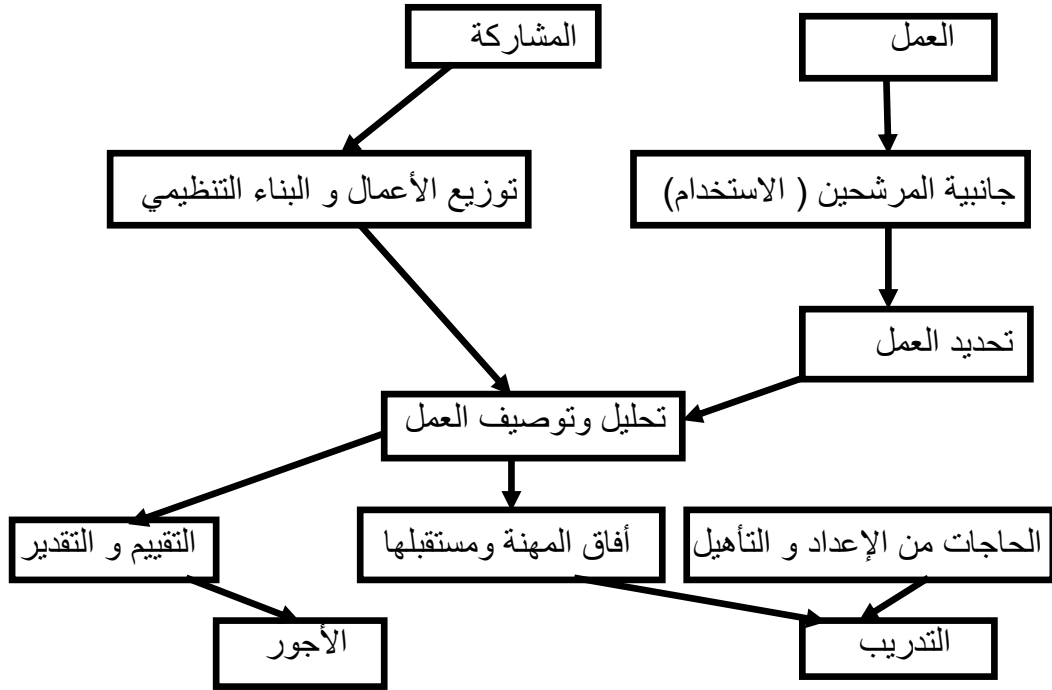 العمل
المشاركة
جانبية المرشحين ( الاستخدام)
توزيع الأعمال و البناء التنظيمي
تحديد العمل
تحليل وتوصيف العمل
الحاجات من الإعداد و التأهيل
أفاق المهنة ومستقبلها
التقييم و التقدير
التدريب
الأجور